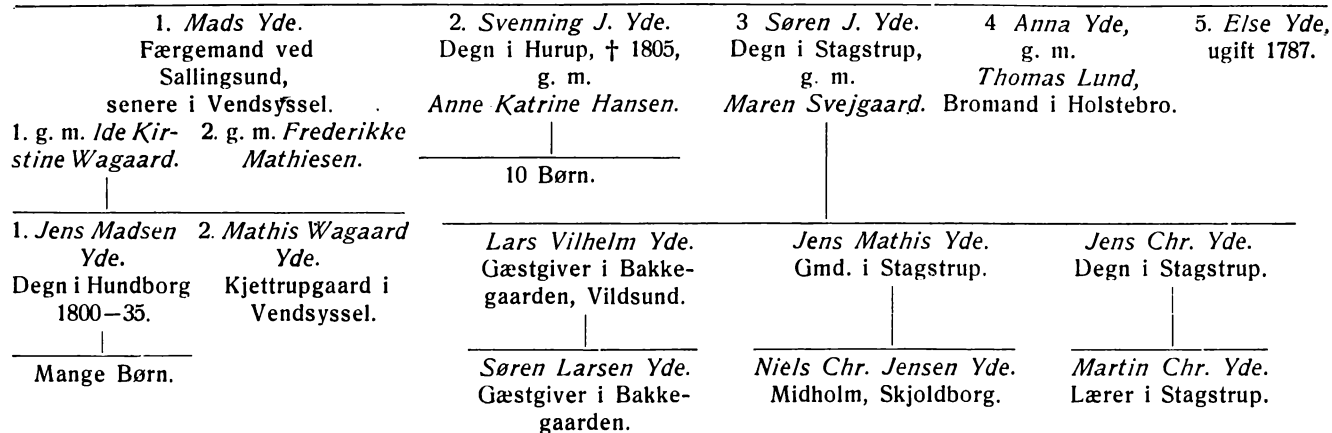 1. Mads Yde.
Færgemand ved
Sallingsund,
senere i Vendsyssel.
1. g. m. Ide Kir-
stine Wagaard.
2. g. m. Frederikke
Mathiesen.
2. Svenning J. Yde.
Degn i Hurup, † 1805,
g. m.
Anne Katrine Hansen.
10 Børn.
3 Søren J. Yde.
Degn i Stagstrup,
g. m.
Maren Svejgaard.
4 Anna Yde,
g. m.
Thomas Lund,
Bromand i Holstebro.
5. Else Yde,
ugift 1787.
1. Jens Madsen
Yde.
Degn i Hundborg
1800—35.
Mange Børn.
2. Mathis Wagaard
Yde.
Kjettrupgaard i
Vendsyssel.
Lars Vilhelm Yde.
Gæstgiver i Bakke-
gaarden, Vildsund.
Søren Larsen Yde.
Gæstgiver i Bakke-
gaarden.
Jens Mathis Yde.
Gmd. i Stagstrup.
Niels Chr. Jensen Yde.
Midholm, Skjoldborg.
Jens Chr. Yde.
Degn i Stagstrup.
Martin Chr. Yde.
Lærer i Stagstrup.